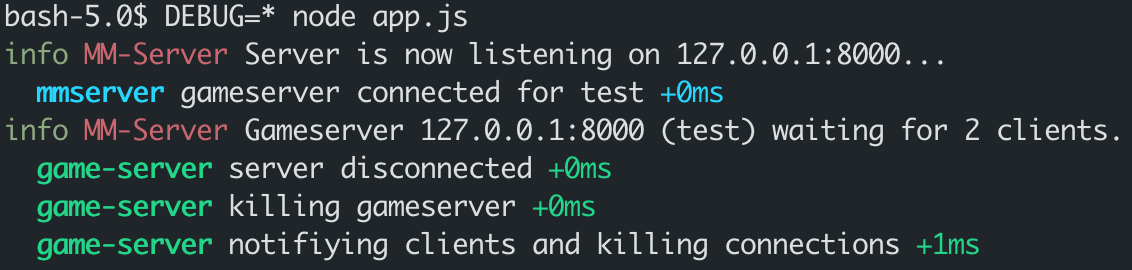 bash-5.0$ DEBUG=* node app.js
info MM-Server Server is now listening on 127.0.0.1:8000...
mmserver gameserver connected for test +0ms
info MM-Server Gameserver 127.0.0.1:8000 (test) waiting for 2 clients.
game-server server disconnected +0ms
game-server killing gameserver +0ms
game-server notifiying clients and killing connections +1ms